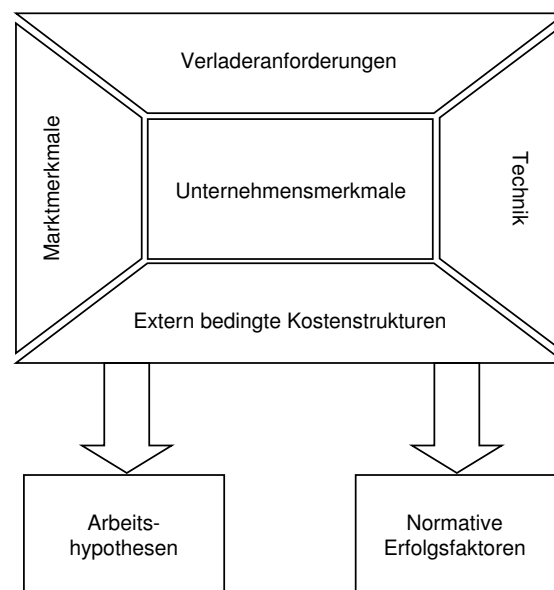 Verladeranforderungen
Marktmerkmale
Unternehmensmerkmale
Technik
Extern bedingte Kostenstrukturen
Arbeits-
hypothesen
Normative
Erfolgsfaktoren